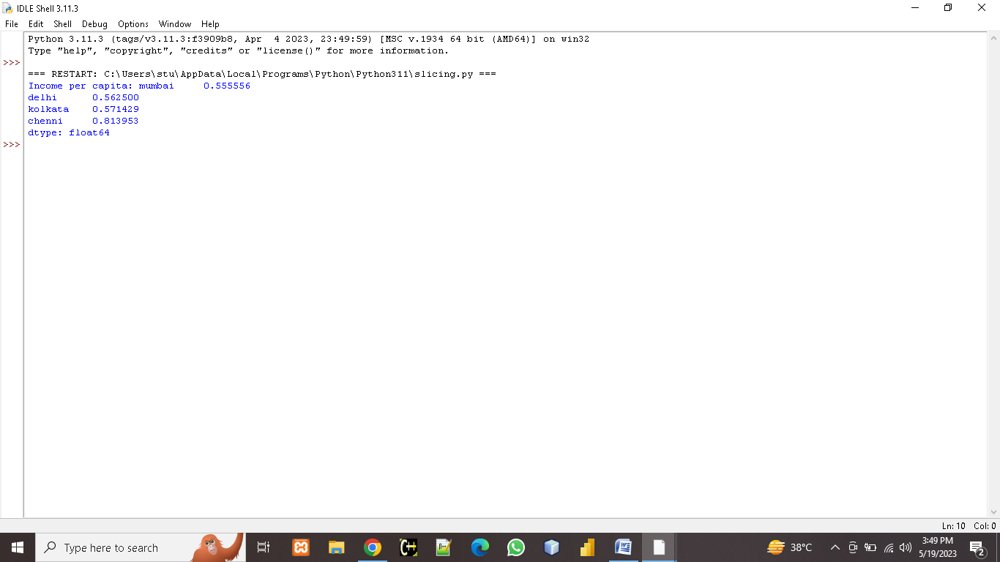 IDLE Shell 3.11.3
File Edit Shell Debug Options Window Help
Python 3.11.3 (tags/v3.11.3:f3909b8, Apr  4 2023, 23:49:59) [MSC v.1934 64 bit (AMD64)] on win32
Type "help", "copyright", "credits" or "license()" for more information.
>>>
=== RESTART: C:\Users\stu\AppData\Local\Programs\Python\Python311\slicing.py ===
Income per capita: mumbai     0.555556
delhi      0.562500
kolkata    0.571429
chenni     0.813953
dtype: float64
>>>
Ln: 10 Col: 0
Type here to search
38°C
3:49 PM
5/19/2023
2